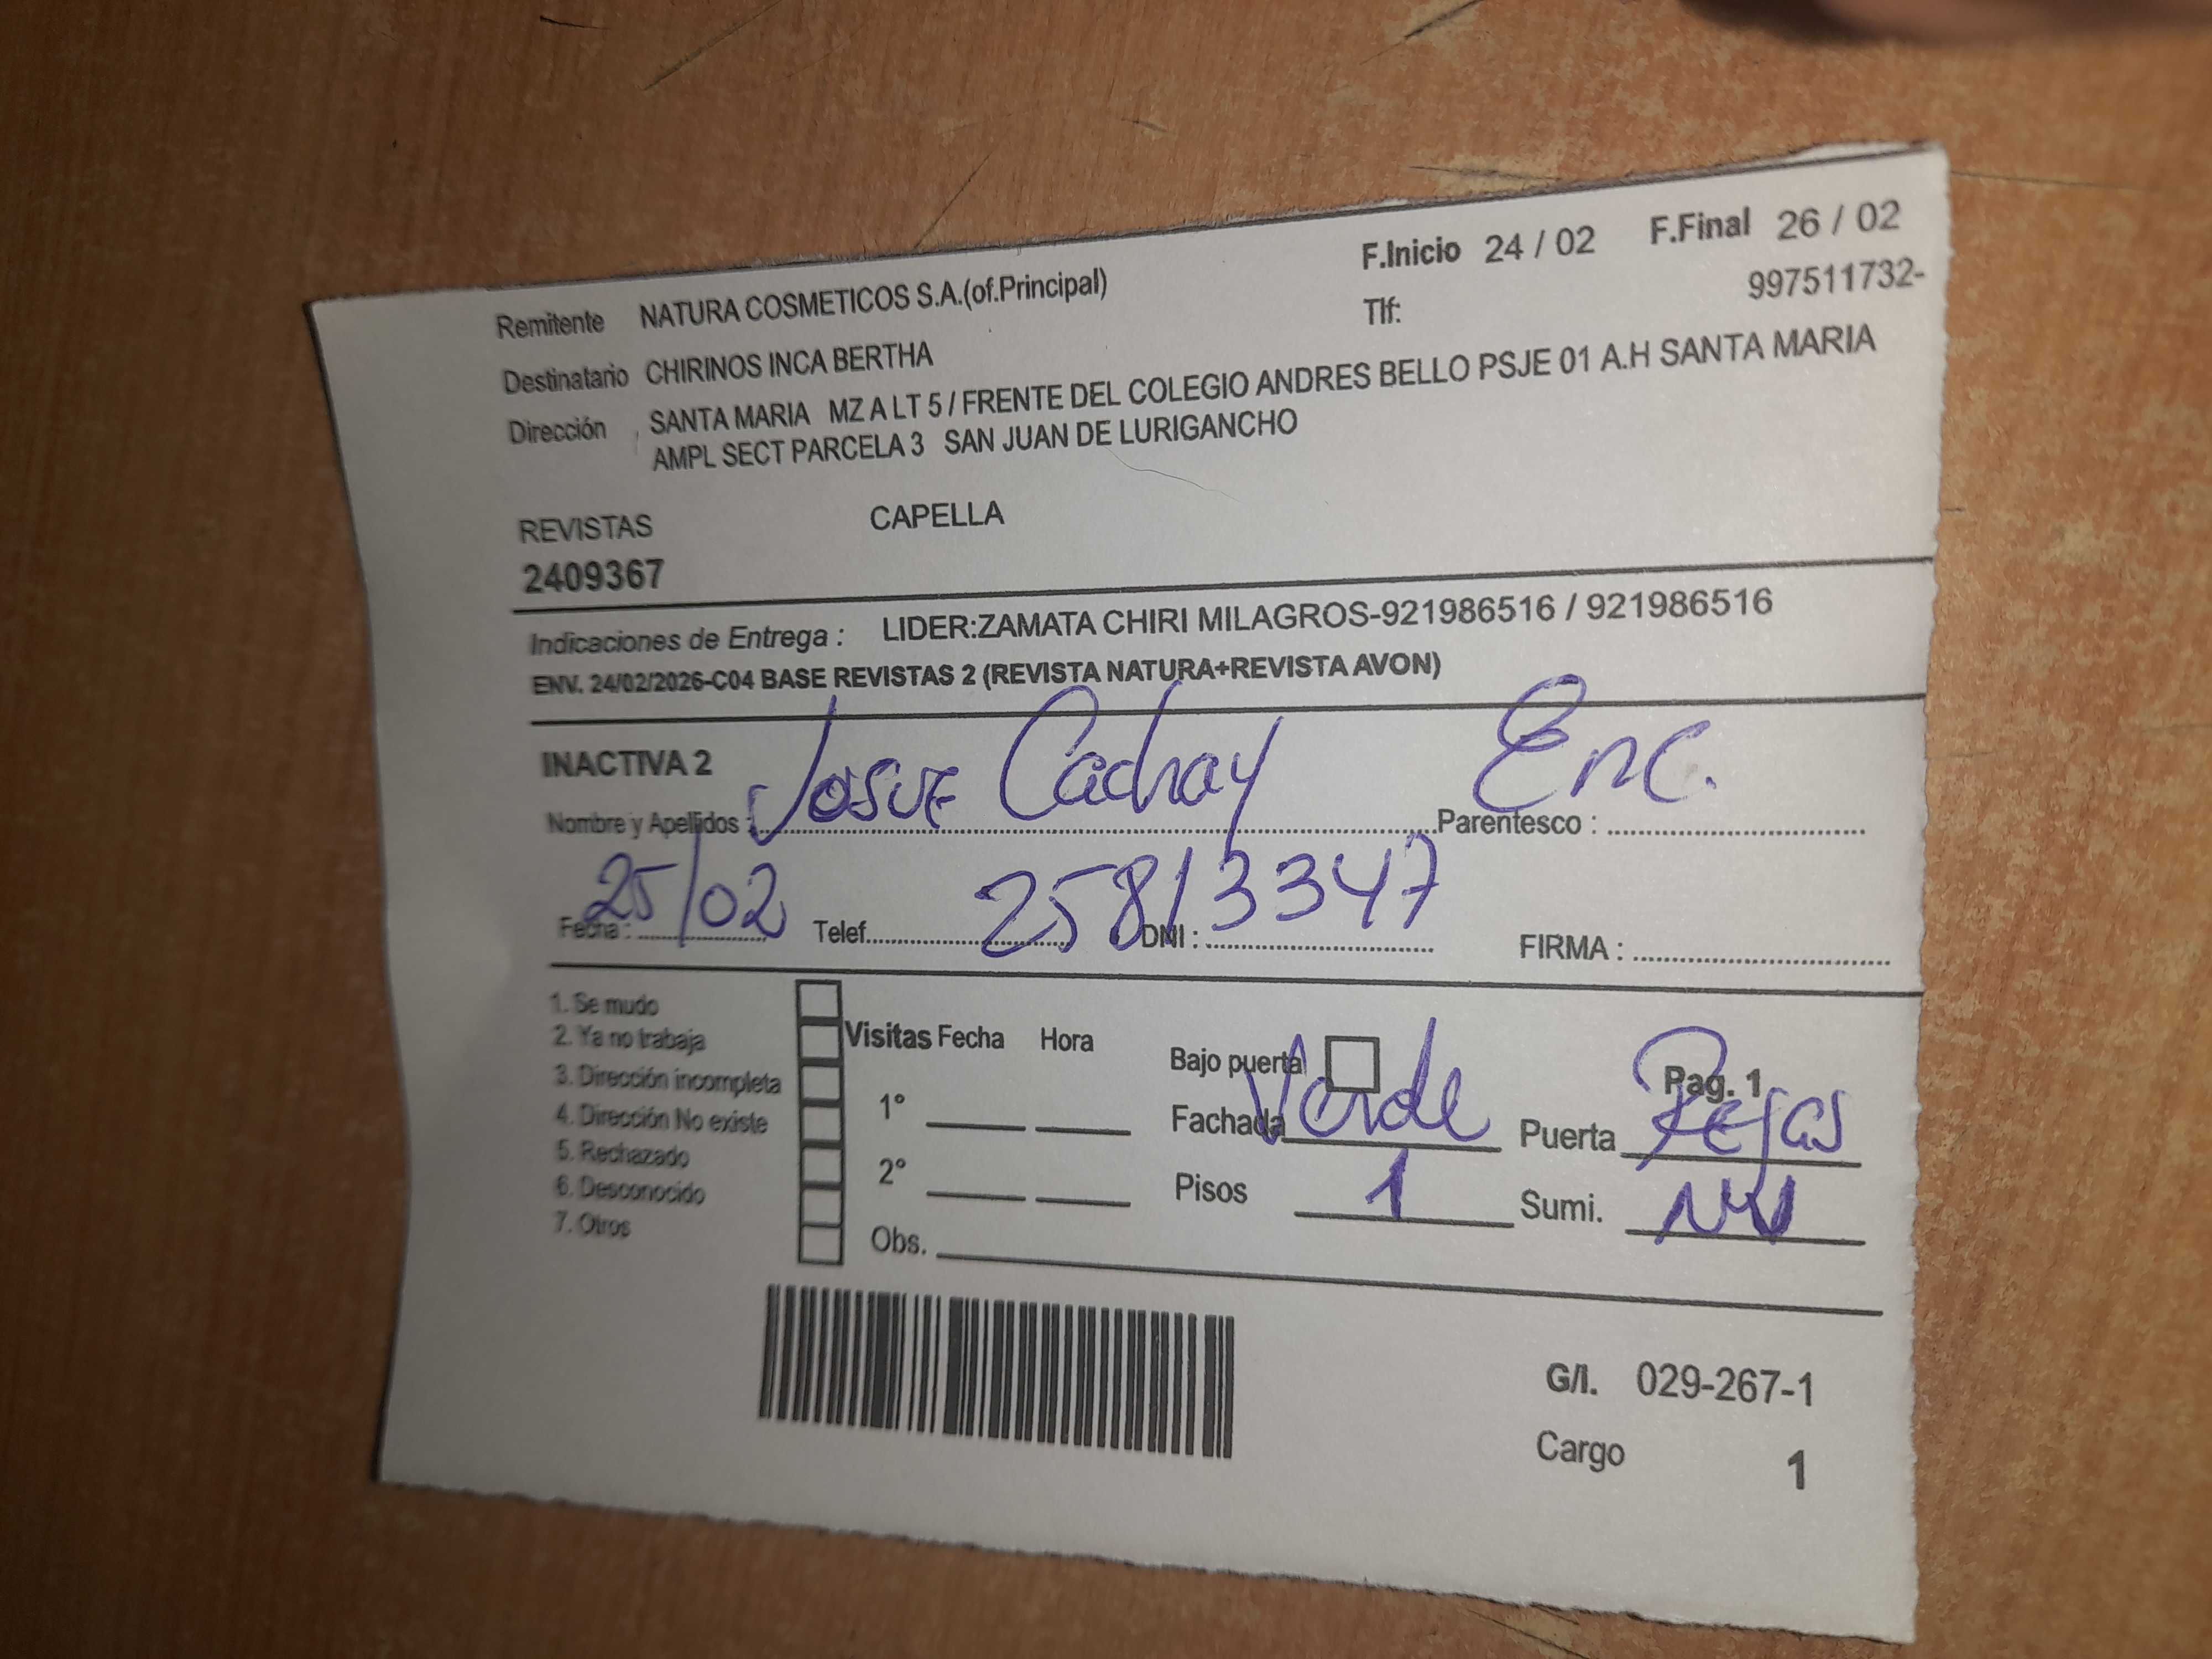 F.Inicio 24 / 02 F.Final 26 / 02
Remitente NATURA COSMETICOS S.A.(of.Principal) Tlf: 997511732-
Destinatario CHIRINOS INCA BERTHA
Dirección SANTA MARIA MZ A LT 5 / FRENTE DEL COLEGIO ANDRES BELLO PSJE 01 A.H SANTA MARIA
AMPL SECT PARCELA 3 SAN JUAN DE LURIGANCHO
REVISTAS CAPELLA
2409367
Indicaciones de Entrega : LIDER:ZAMATA CHIRI MILAGROS-921986516 / 921986516
ENV. 24/02/2026-C04 BASE REVISTAS 2 (REVISTA NATURA+REVISTA AVON)
INACTIVA 2
Nombre y Apellidos : Josue Cachay Parentesco : Enc.
Fecha : 25/02 Telef. DNI : 25813347 FIRMA :
1. Se mudo
2. Ya no trabaja
3. Dirección incompleta
4. Dirección No existe
5. Rechazado
6. Desconocido
7. Otros
Visitas Fecha Hora
1°
2°
Obs.
Bajo puerta Pag. 1
Fachada Verde Puerta Rejas
Pisos 1 Sumi.
G/I. 029-267-1
Cargo 1